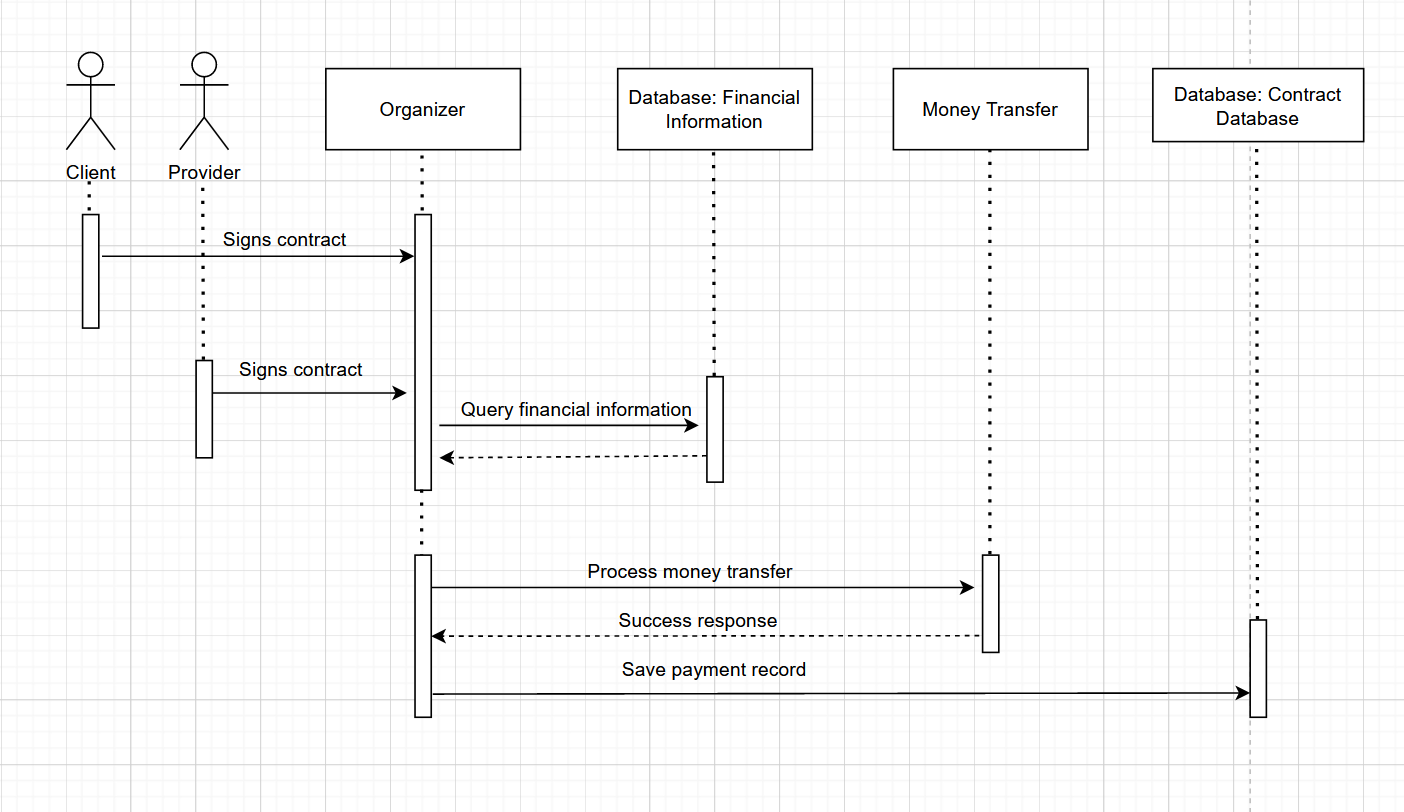 Client
Provider
Organizer
Database: Financial
Information
Money Transfer
Database: Contract
Database
Signs contract
Signs contract
Query financial information
Process money transfer
Success response
Save payment record